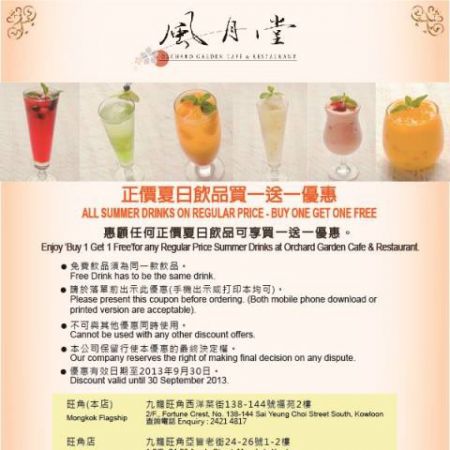 風月堂
ORCHARD GARDEN CAFÉ & RESTAURANT
正價夏日飲品買一送一優惠
ALL SUMMER DRINKS ON REGULAR PRICE - BUY ONE GET ONE FREE
惠顧任何正價夏日飲品可享買一送一優惠。
Enjoy 'Buy 1 Get 1 Free'for any Regular Price Summer Drinks at Orchard Garden Cafe & Restaurant.
● 免費飲品須為同一款飲品。
Free Drink has to be the same drink.
● 請於落單前出示此優惠(手機出示或打印本均可)。
Please present this coupon before ordering. (Both mobile phone download or
printed version are acceptable).
● 不可與其他優惠同時使用。
Cannot be used with any other discount offers.
● 本公司保留行使本優惠的最終決定權。
Our company reserves the right of making final decision on any dispute.
● 優惠有效日期至2013年9月30日。
Discount valid until 30 September 2013.
旺角(本店) 九龍旺角西洋菜街138-144號福苑2樓
Mongkok Flagship 2/F., Fortune Crest, No. 138-144 Sai Yeung Choi Street South, Kowloon
查詢電話 Enquiry : 2421 4817
旺角店 九龍旺角亞皆老街24-26號1-2樓